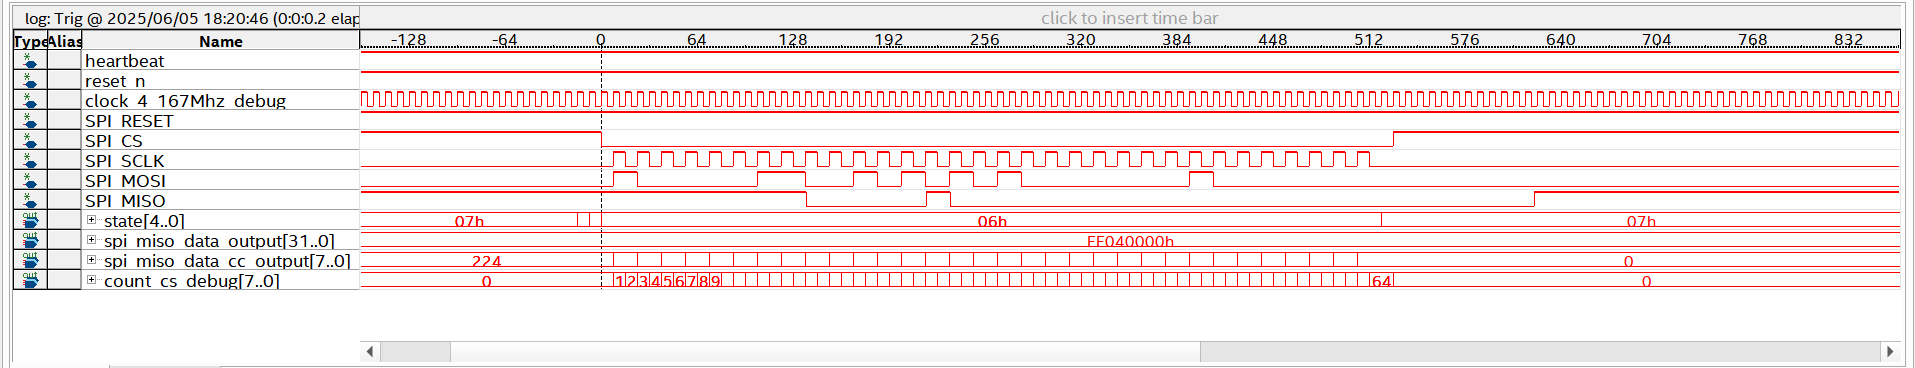 log: Trig @ 2025/06/05 18:20:46 (0:0:0.2 elap click to insert time bar
Type Alias Name -128 -64 0 64 128 192 256 320 384 448 512 576 640 704 768 832
heartbeat
reset_n
clock_4_167Mhz_debug
SPI_RESET
SPI_CS
SPI_SCLK
SPI_MOSI
SPI_MISO
state[4..0] 07h 06h 07h
spi_miso_data_output[31..0] FF040000h
spi_miso_data_cc_output[7..0] 224 0
count_cs_debug[7..0] 0 1 2 3 4 5 6 7 8 9 64 0